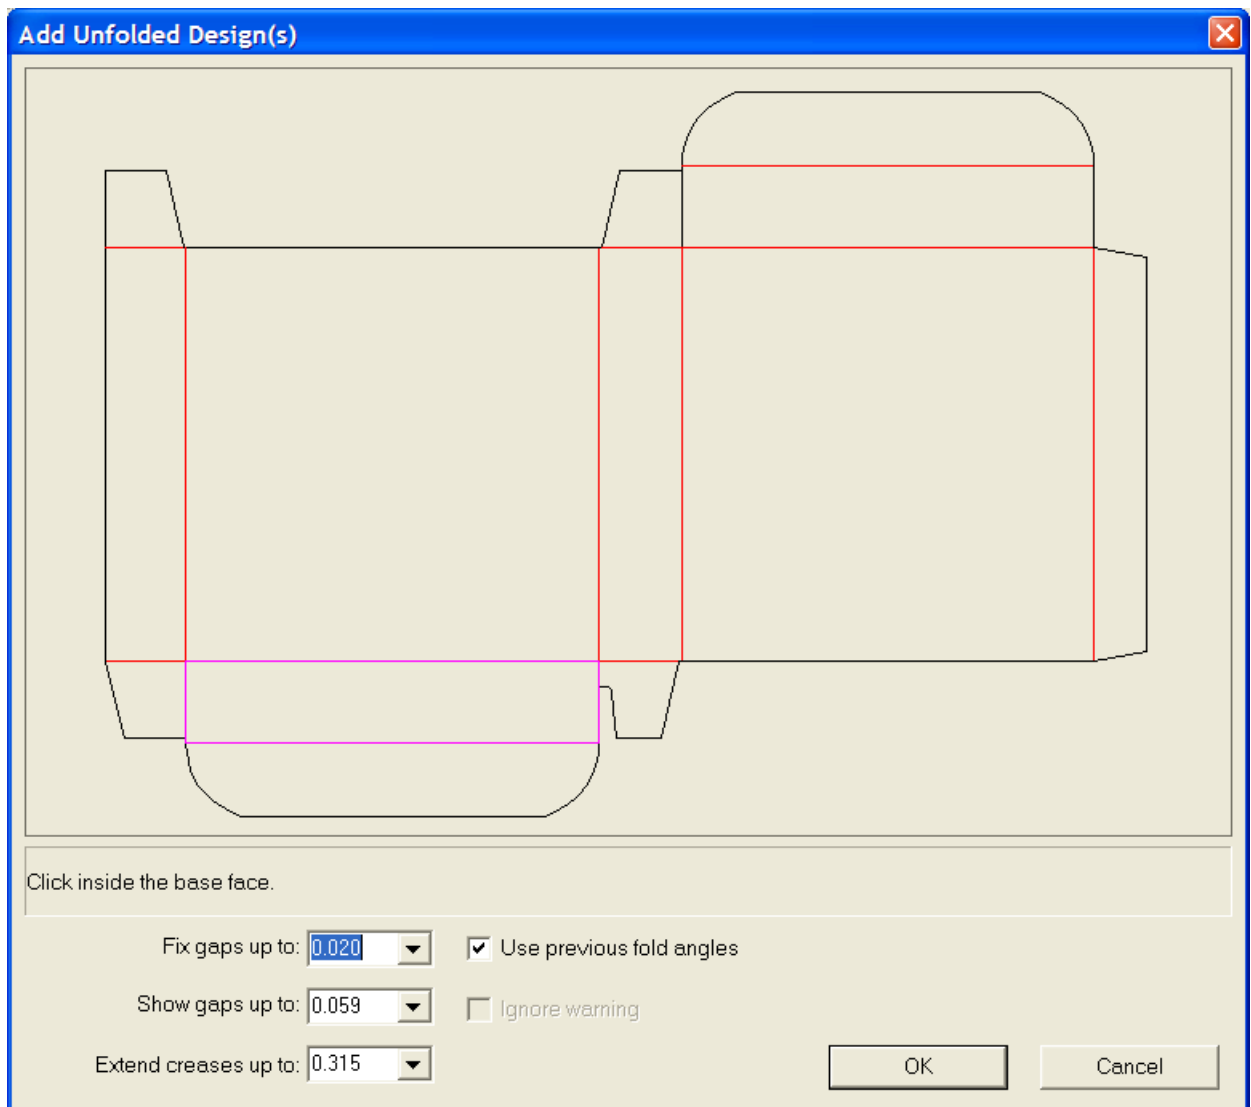 Add Unfolded Design(s)
Click inside the base face.
Fix gaps up to: 0.020 Use previous fold angles
Show gaps up to: 0.059 Ignore warning
Extend creases up to: 0.315 OK Cancel